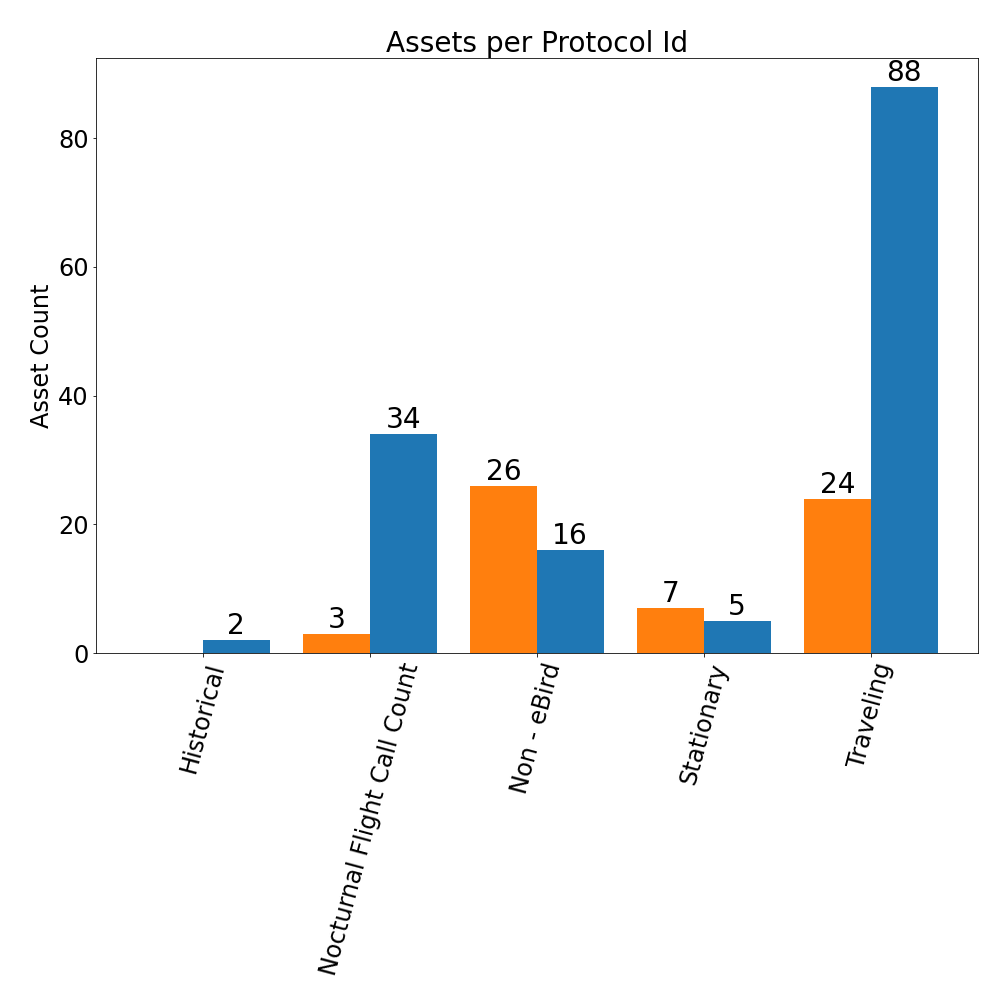 Assets per Protocol Id
Asset Count
80
60
40
20
0
2
3
34
26
16
7
5
24
88
Historical
Nocturnal Flight Call Count
Non - eBird
Stationary
Traveling